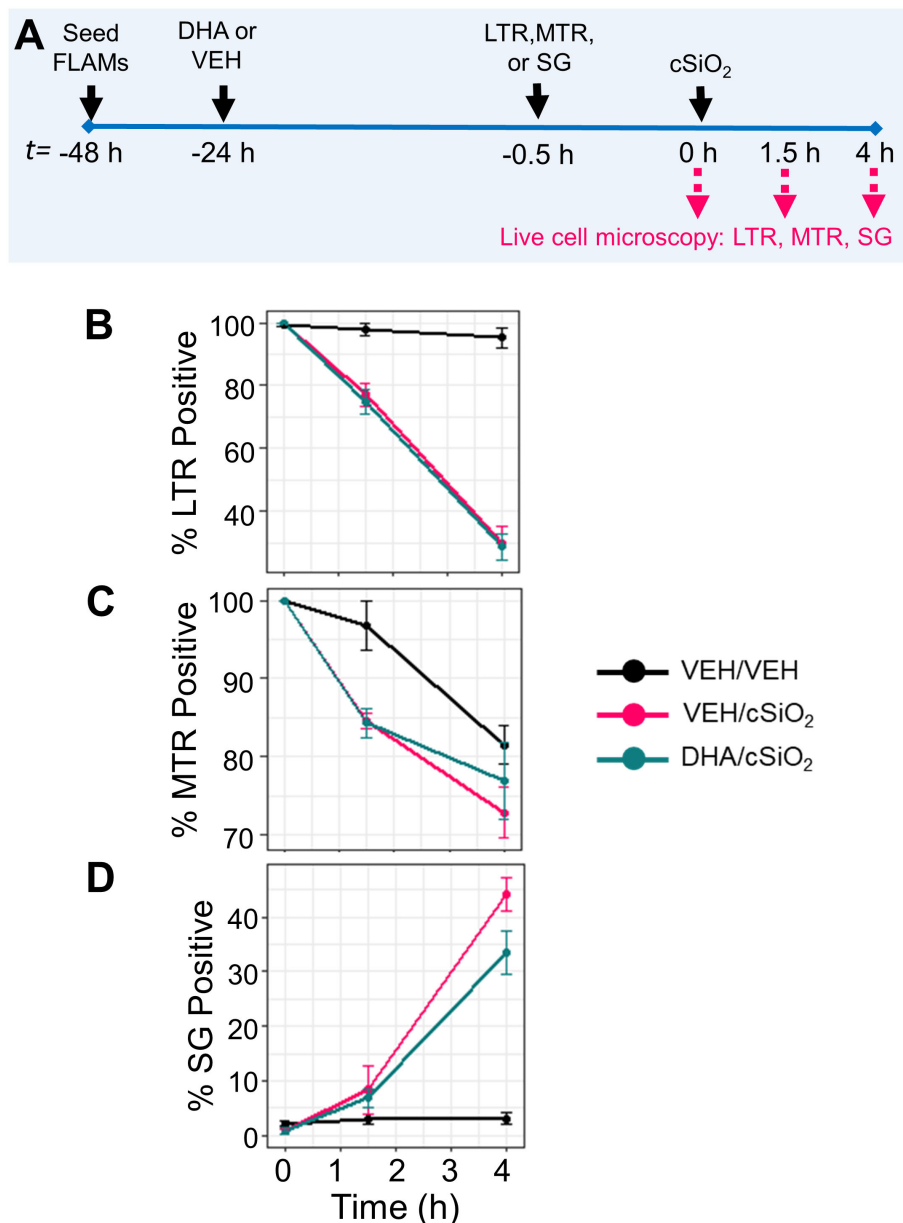 A
Seed
FLAMs
DHA or
VEH
LTR,MTR,
or SG
cSiO₂
t= -48 h
-24 h
-0.5 h
0 h
1.5 h
4 h
Live cell microscopy: LTR, MTR, SG
B
% LTR Positive
100
80
60
40
C
% MTR Positive
100
90
80
70
VEH/VEH
VEH/cSiO₂
DHA/cSiO₂
D
% SG Positive
40
30
20
10
0
0 1 2 3 4
Time (h)